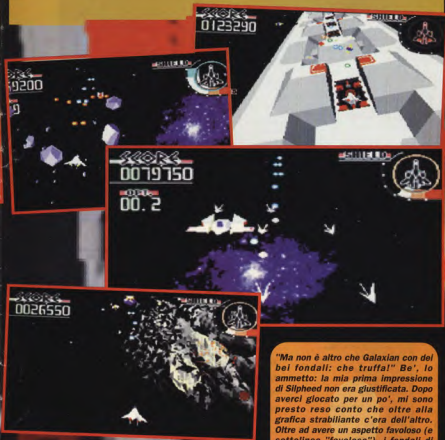 SCORE
0123290
SHIELD
9200
SHIELD
SCORE
0079750
OPT.
00.2
SHIELD
SCORE
0026550
SHIELD
"Ma non è altro che Galaxian con dei
bei fondali: che truffa!" Be', lo
ammetto: la mia prima impressione
di Silpheed non era giustificata. Dopo
averci giocato per un po', mi sono
presto reso conto che oltre alla
grafica strabiliante c'era dell'altro.
Oltre ad avere un aspetto favoloso (e